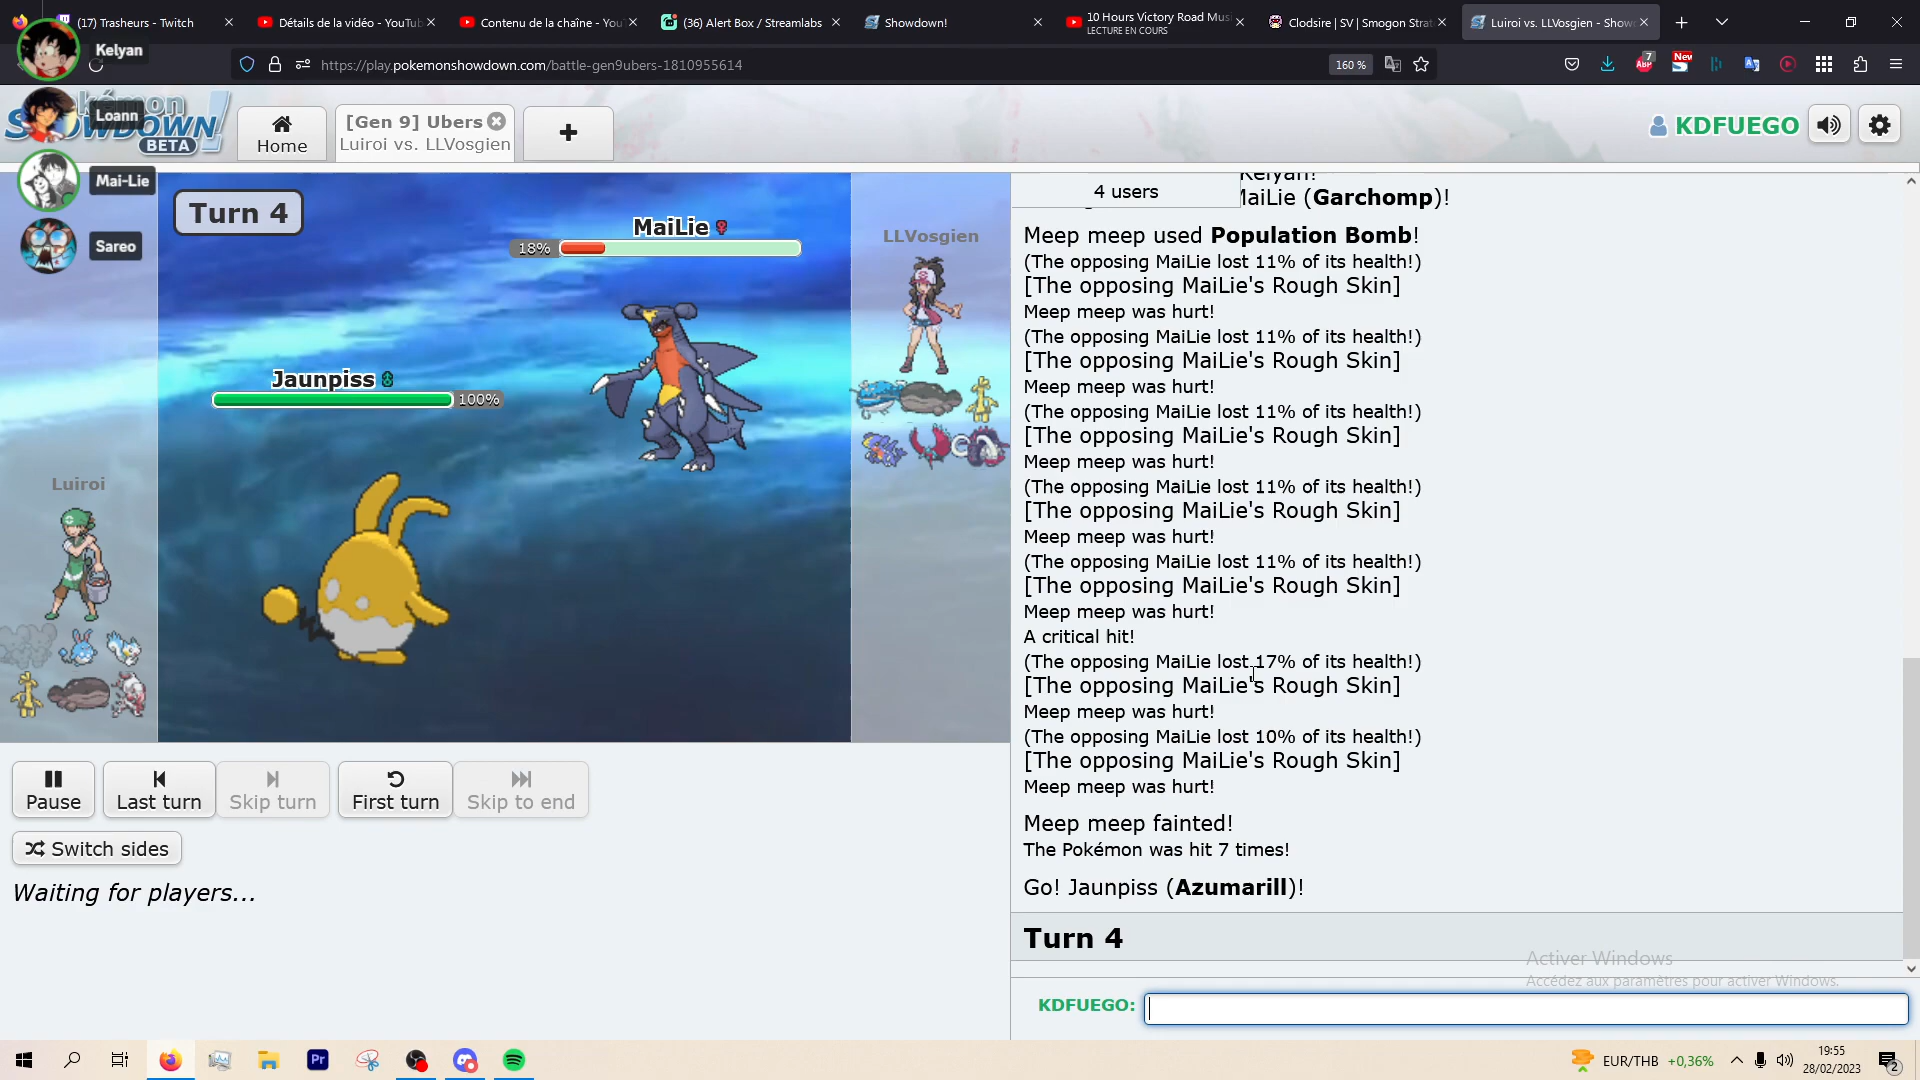 (17) Trasheurs - Twitch
Détails de la vidéo - YouTub
Contenu de la chaîne - YouT
(36) Alert Box / Streamlabs
Showdown!
10 Hours Victory Road Musi
LECTURE EN COURS
Clodsire | SV | Smogon Strat
Luiroi vs. LLVosgien - Showd
Kelyan
https://play.pokemonshowdown.com/battle-gen9ubers-1810955614
160 %
7
New
Loann
SHOWDOWN!
BETA
Home
[Gen 9] Ubers
Luiroi vs. LLVosgien
KDFUEGO
Mai-Lie
Sareo
Turn 4
MaiLie
18%
LLVosgien
Jaunpiss
100%
Luiroi
4 users
Kelyan!
MaiLie (Garchomp)!
Meep meep used Population Bomb!
(The opposing MaiLie lost 11% of its health!)
[The opposing MaiLie's Rough Skin]
Meep meep was hurt!
(The opposing MaiLie lost 11% of its health!)
[The opposing MaiLie's Rough Skin]
Meep meep was hurt!
(The opposing MaiLie lost 11% of its health!)
[The opposing MaiLie's Rough Skin]
Meep meep was hurt!
(The opposing MaiLie lost 11% of its health!)
[The opposing MaiLie's Rough Skin]
Meep meep was hurt!
(The opposing MaiLie lost 11% of its health!)
[The opposing MaiLie's Rough Skin]
Meep meep was hurt!
A critical hit!
(The opposing MaiLie lost 17% of its health!)
[The opposing MaiLie's Rough Skin]
Meep meep was hurt!
(The opposing MaiLie lost 10% of its health!)
[The opposing MaiLie's Rough Skin]
Meep meep was hurt!
Meep meep fainted!
The Pokémon was hit 7 times!
Go! Jaunpiss (Azumarill)!
Turn 4
Pause
Last turn
Skip turn
First turn
Skip to end
Switch sides
Waiting for players...
Activer Windows
Accédez aux paramètres pour activer Windows.
KDFUEGO:
Pr
EUR/THB +0,36%
19:55
28/02/2023
2